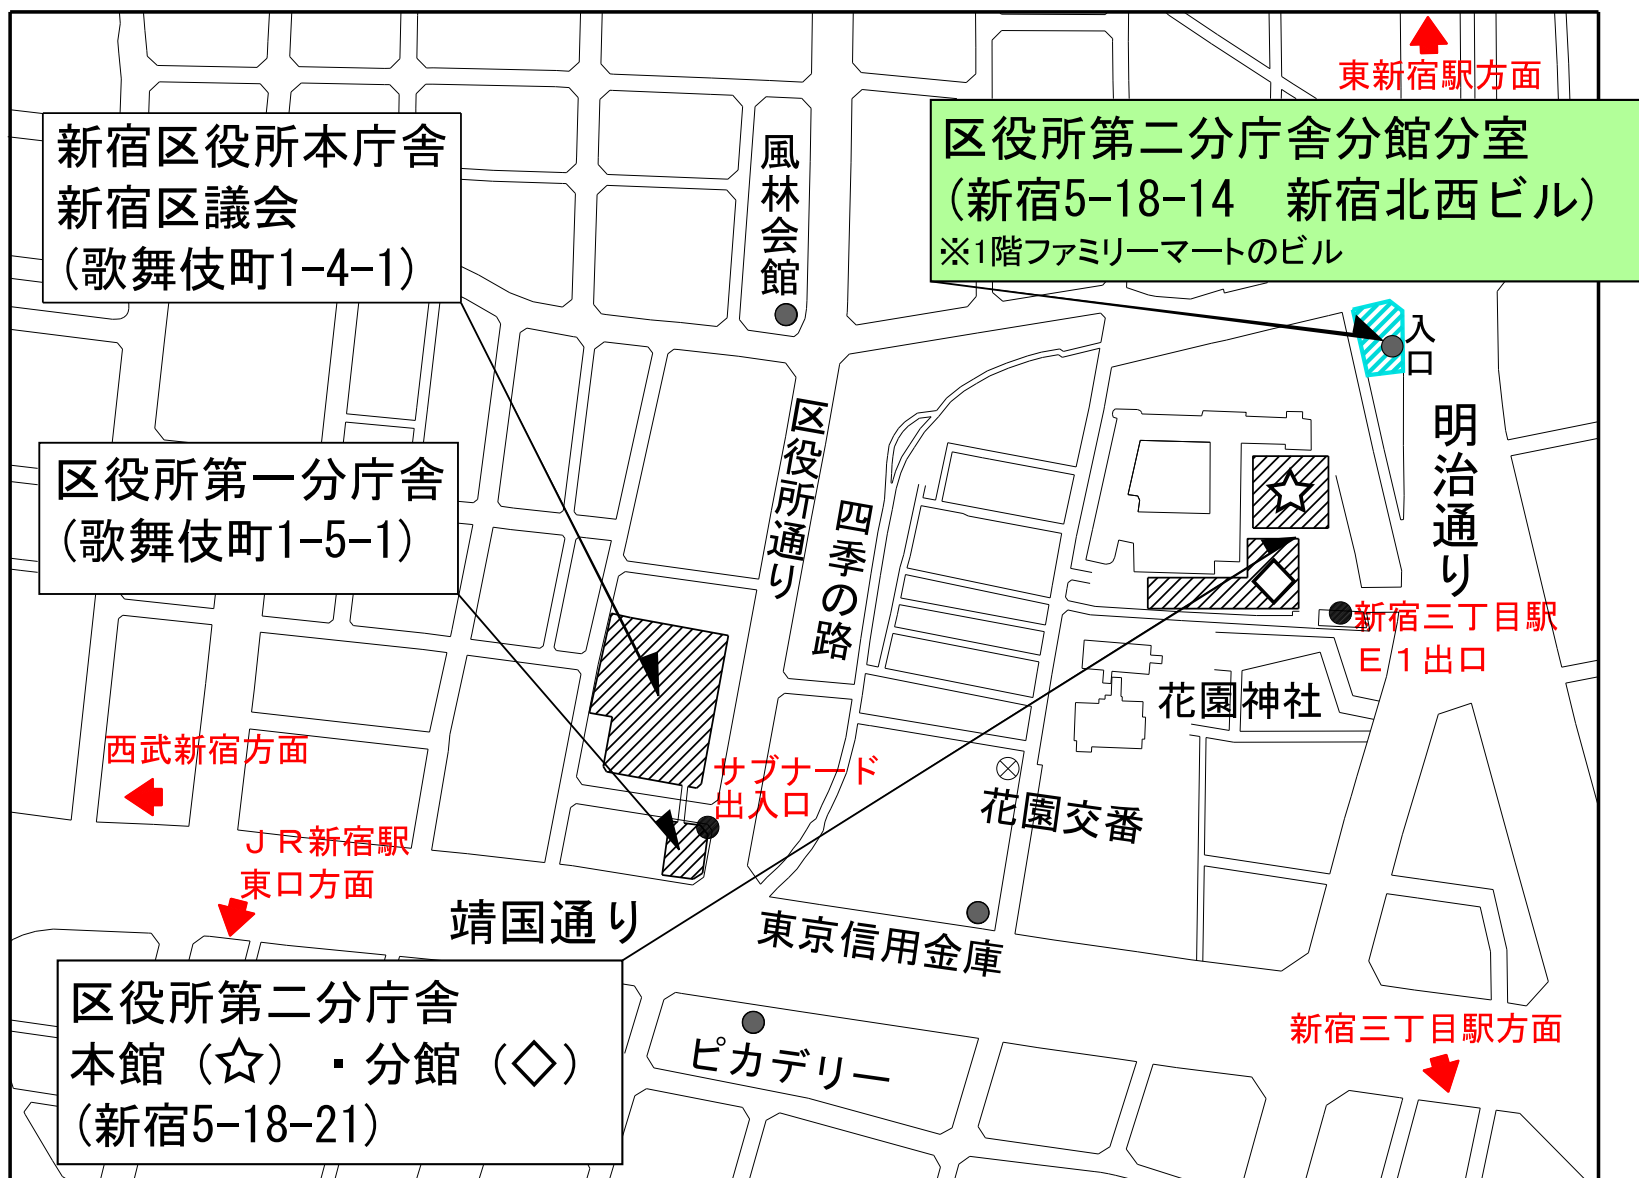 東新宿駅方面
新宿区役所本庁舎
新宿区議会
(歌舞伎町1-4-1)
風林会館
区役所第二分庁舎分館分室
(新宿5-18-14　新宿北西ビル)
※1階ファミリーマートのビル
入口
明治通り
区役所第一分庁舎
(歌舞伎町1-5-1)
区役所通り
四季の路
新宿三丁目駅
E1出口
花園神社
西武新宿方面
サブナード
出入口
花園交番
JR新宿駅
東口方面
靖国通り
東京信用金庫
区役所第二分庁舎
本館（☆）・分館（◇）
(新宿5-18-21)
ピカデリー
新宿三丁目駅方面